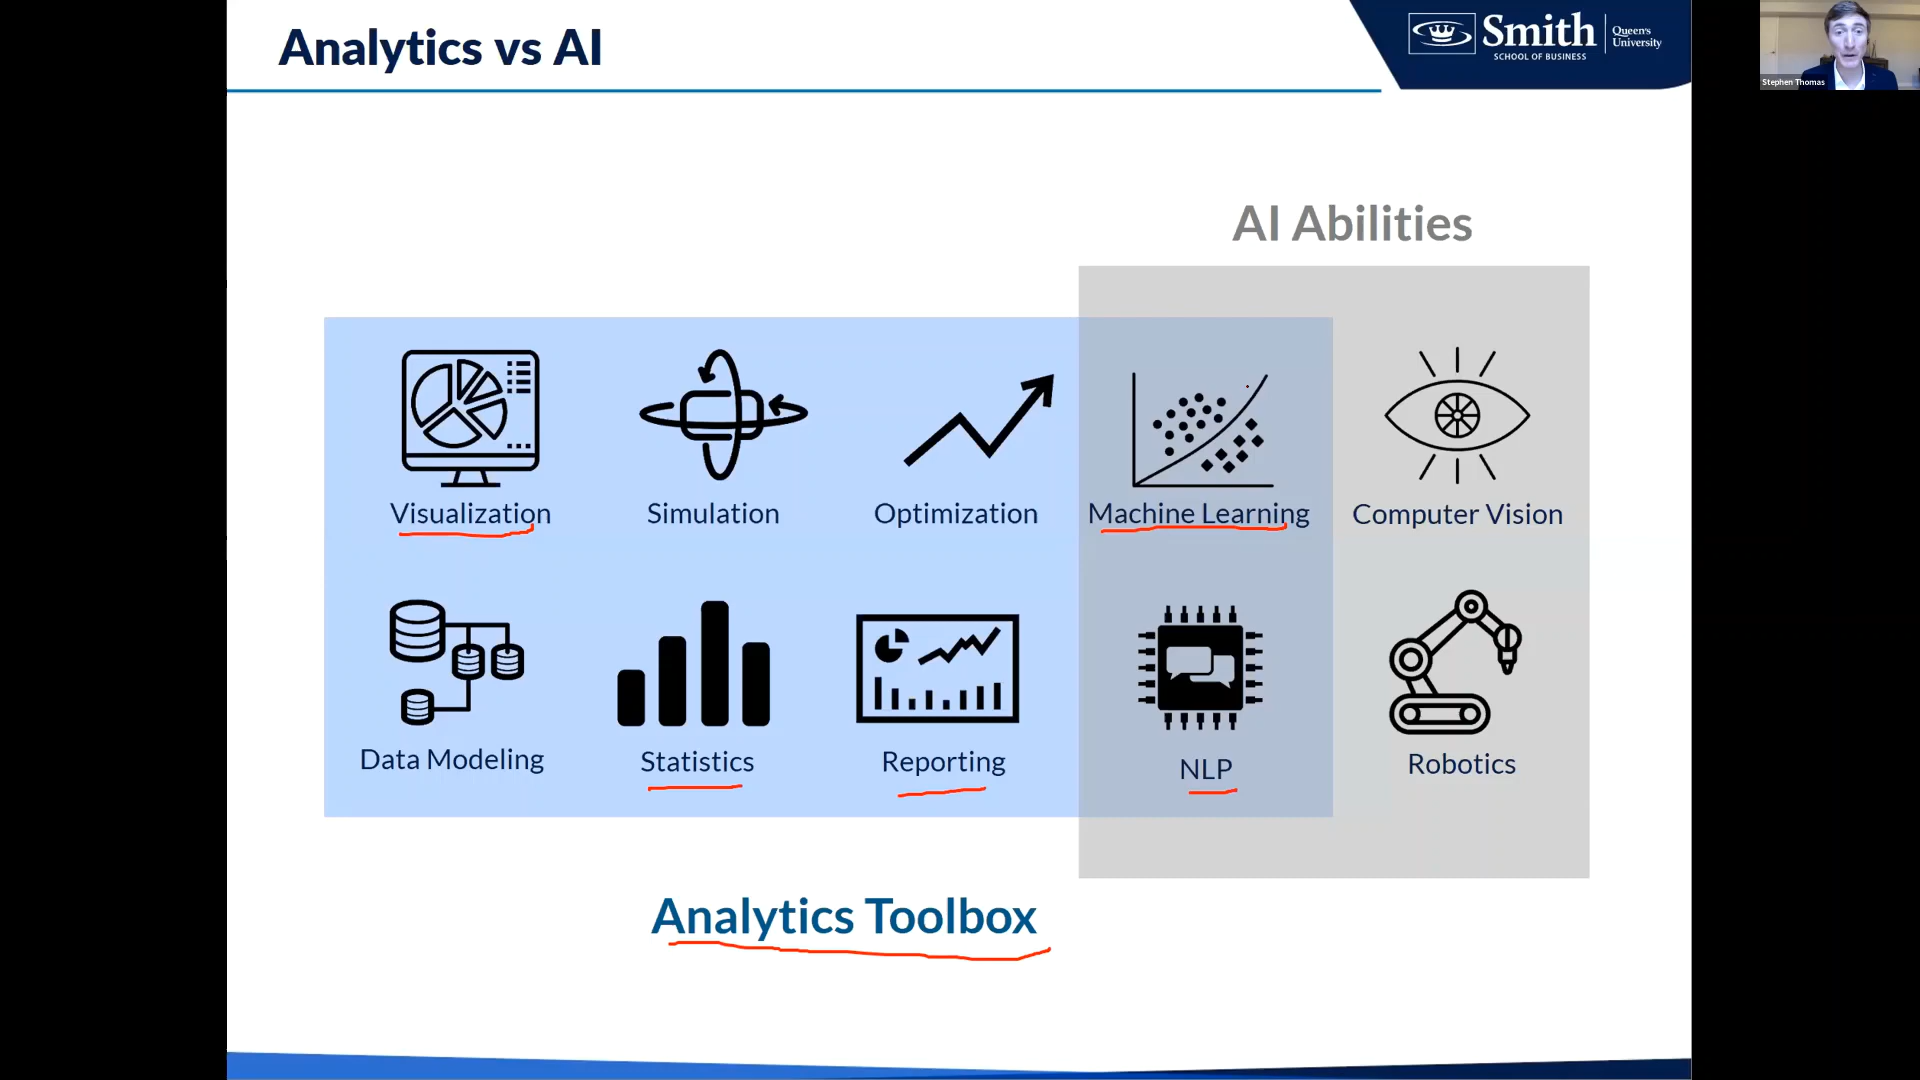 Analytics vs AI
Smith
SCHOOL OF BUSINESS
Queen's
University
Stephen Thomas
AI Abilities
Visualization
Simulation
Optimization
Machine Learning
Computer Vision
Data Modeling
Statistics
Reporting
NLP
Robotics
Analytics Toolbox